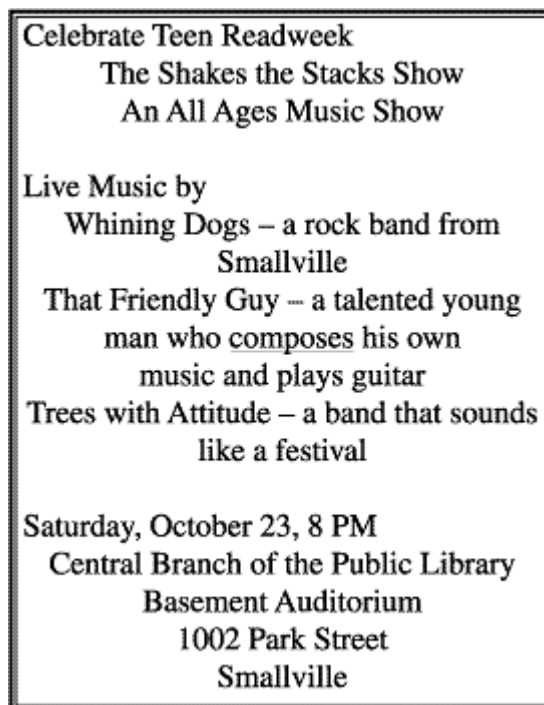 Celebrate Teen Readweek
The Shakes the Stacks Show
An All Ages Music Show
Live Music by
Whining Dogs – a rock band from
Smallville
That Friendly Guy – a talented young
man who composes his own
music and plays guitar
Trees with Attitude – a band that sounds
like a festival
Saturday, October 23, 8 PM
Central Branch of the Public Library
Basement Auditorium
1002 Park Street
Smallville